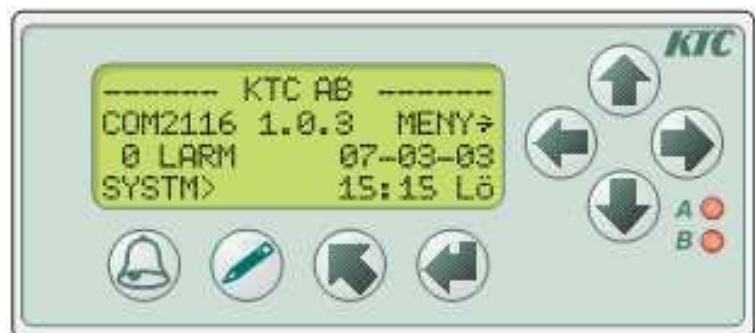 KTC
------ KTC AB ------
COM2116 1.0.3 MENY→
0 LARM 07-03-03
SYSTM> 15:15 Lö
A
B